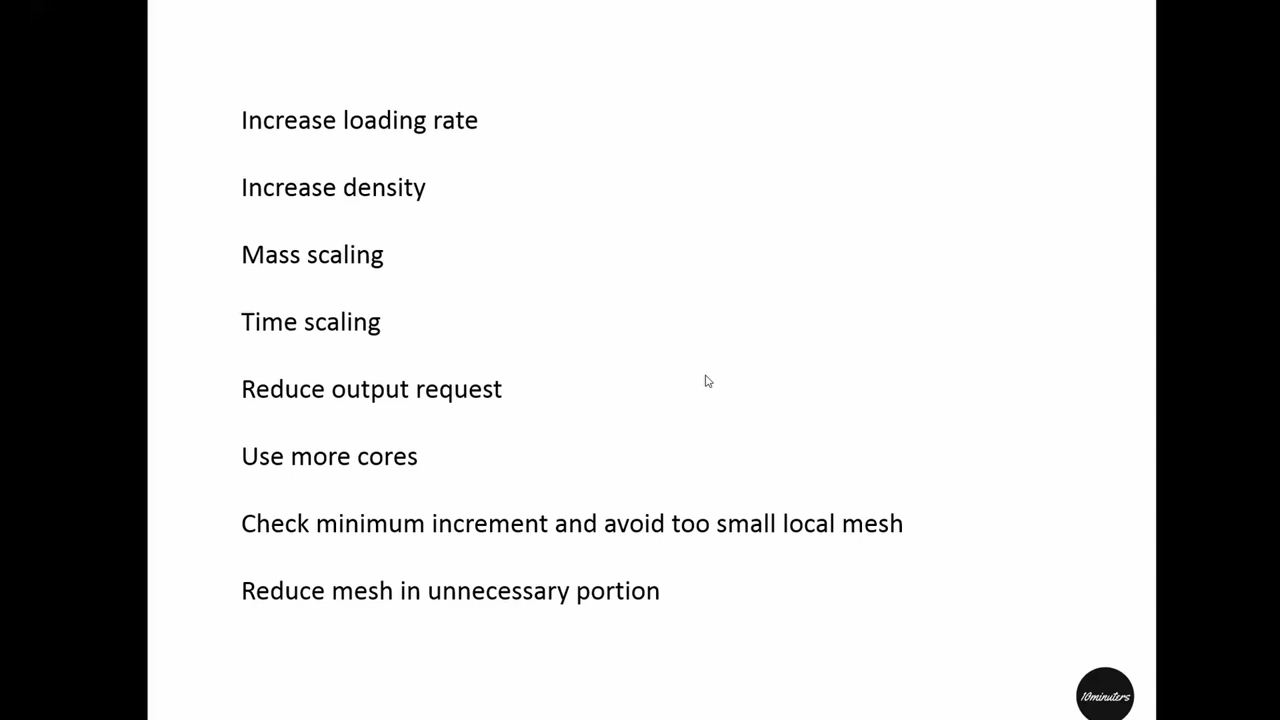 Increase loading rate
Increase density
Mass scaling
Time scaling
Reduce output request
Use more cores
Check minimum increment and avoid too small local mesh
Reduce mesh in unnecessary portion
10minuters